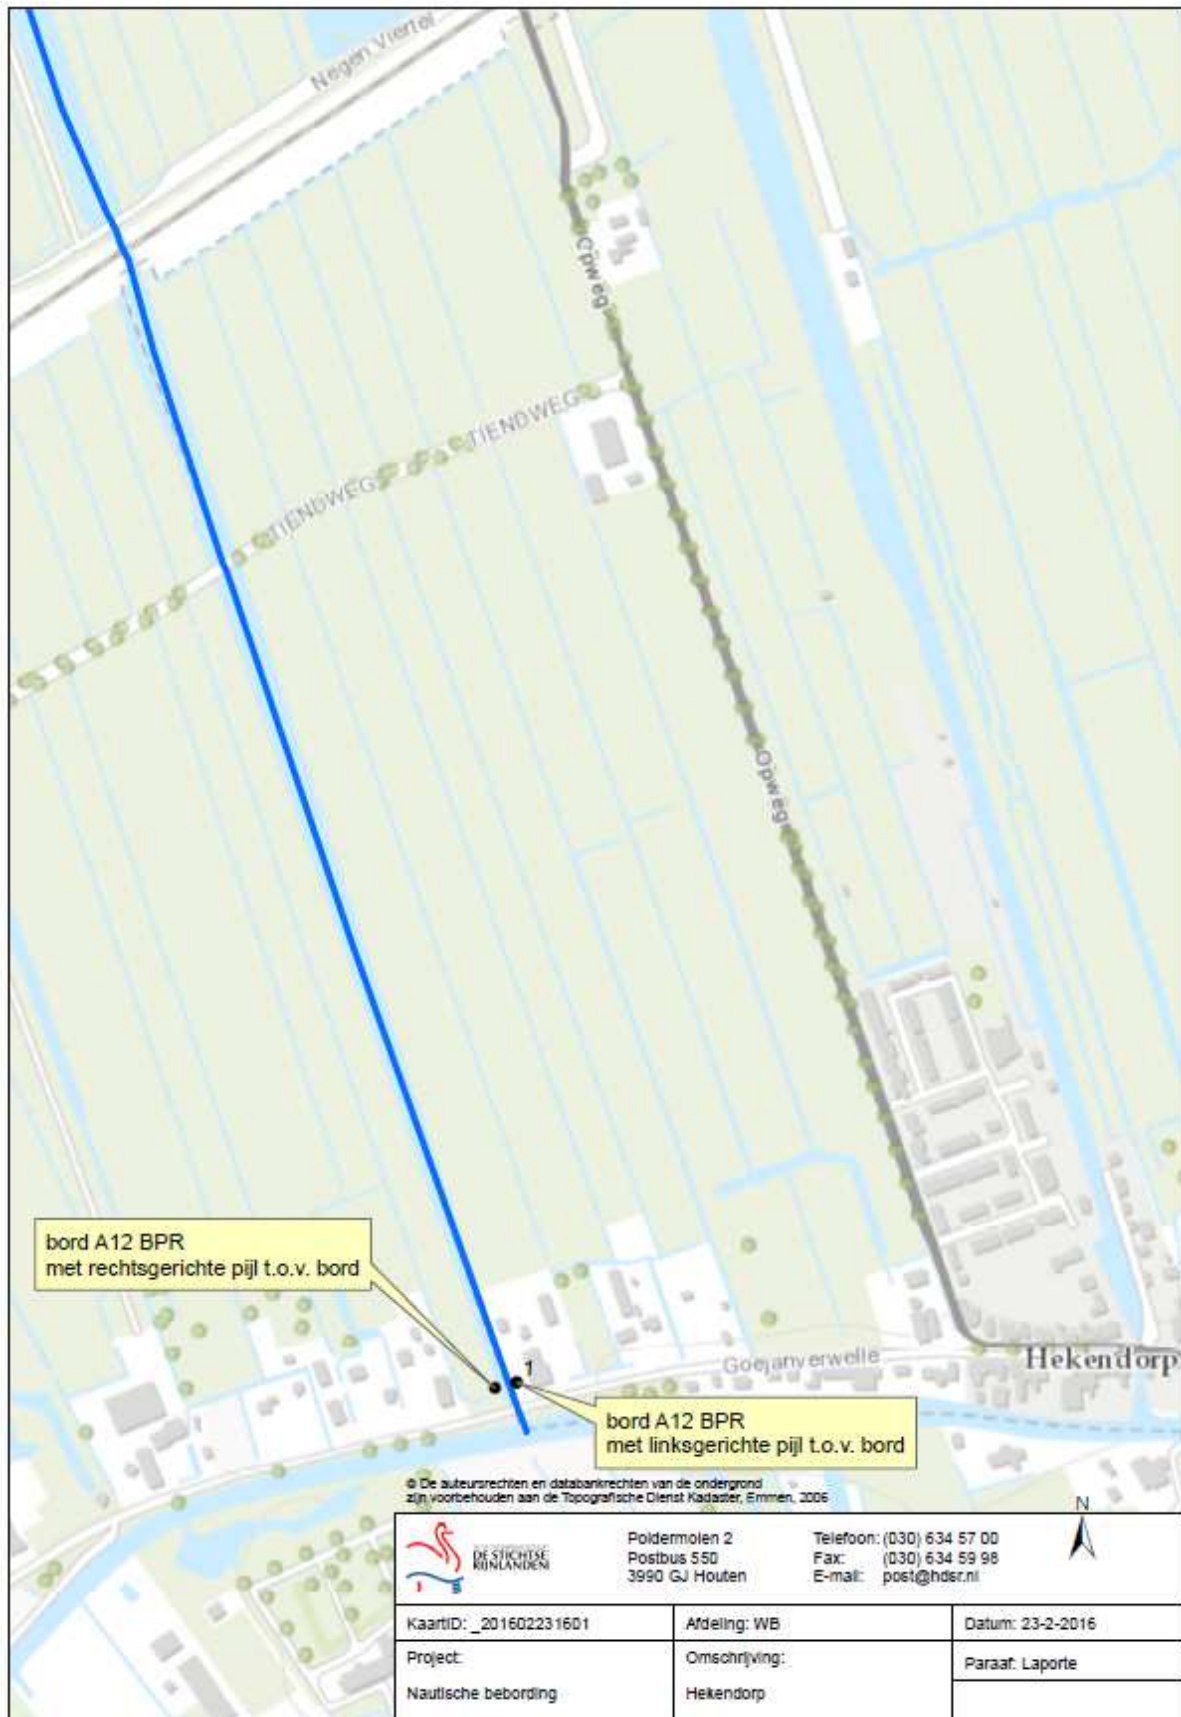 Negen Viertel
Opweg
TIENDWEG
TIENDWEG
Opweg
bord A12 BPR
met rechtsgerichte pijl t.o.v. bord
1
Goejanverwelle
Hekendorp
bord A12 BPR
met linksgerichte pijl t.o.v. bord
© De auteursrechten en databankrechten van de ondergrond
zijn voorbehouden aan de Topografische Dienst Kadaster, Emmen, 2006
N
DE STICHTSE
RIJNLANDEN
Poldermolen 2
Postbus 550
3990 GJ Houten
Telefoon: (030) 634 57 00
Fax: (030) 634 59 98
E-mail: post@hdsr.nl
KaartID: _201602231601
Afdeling: WB
Datum: 23-2-2016
Project:
Nautische bebording
Omschrijving:
Hekendorp
Paraaf: Laporte